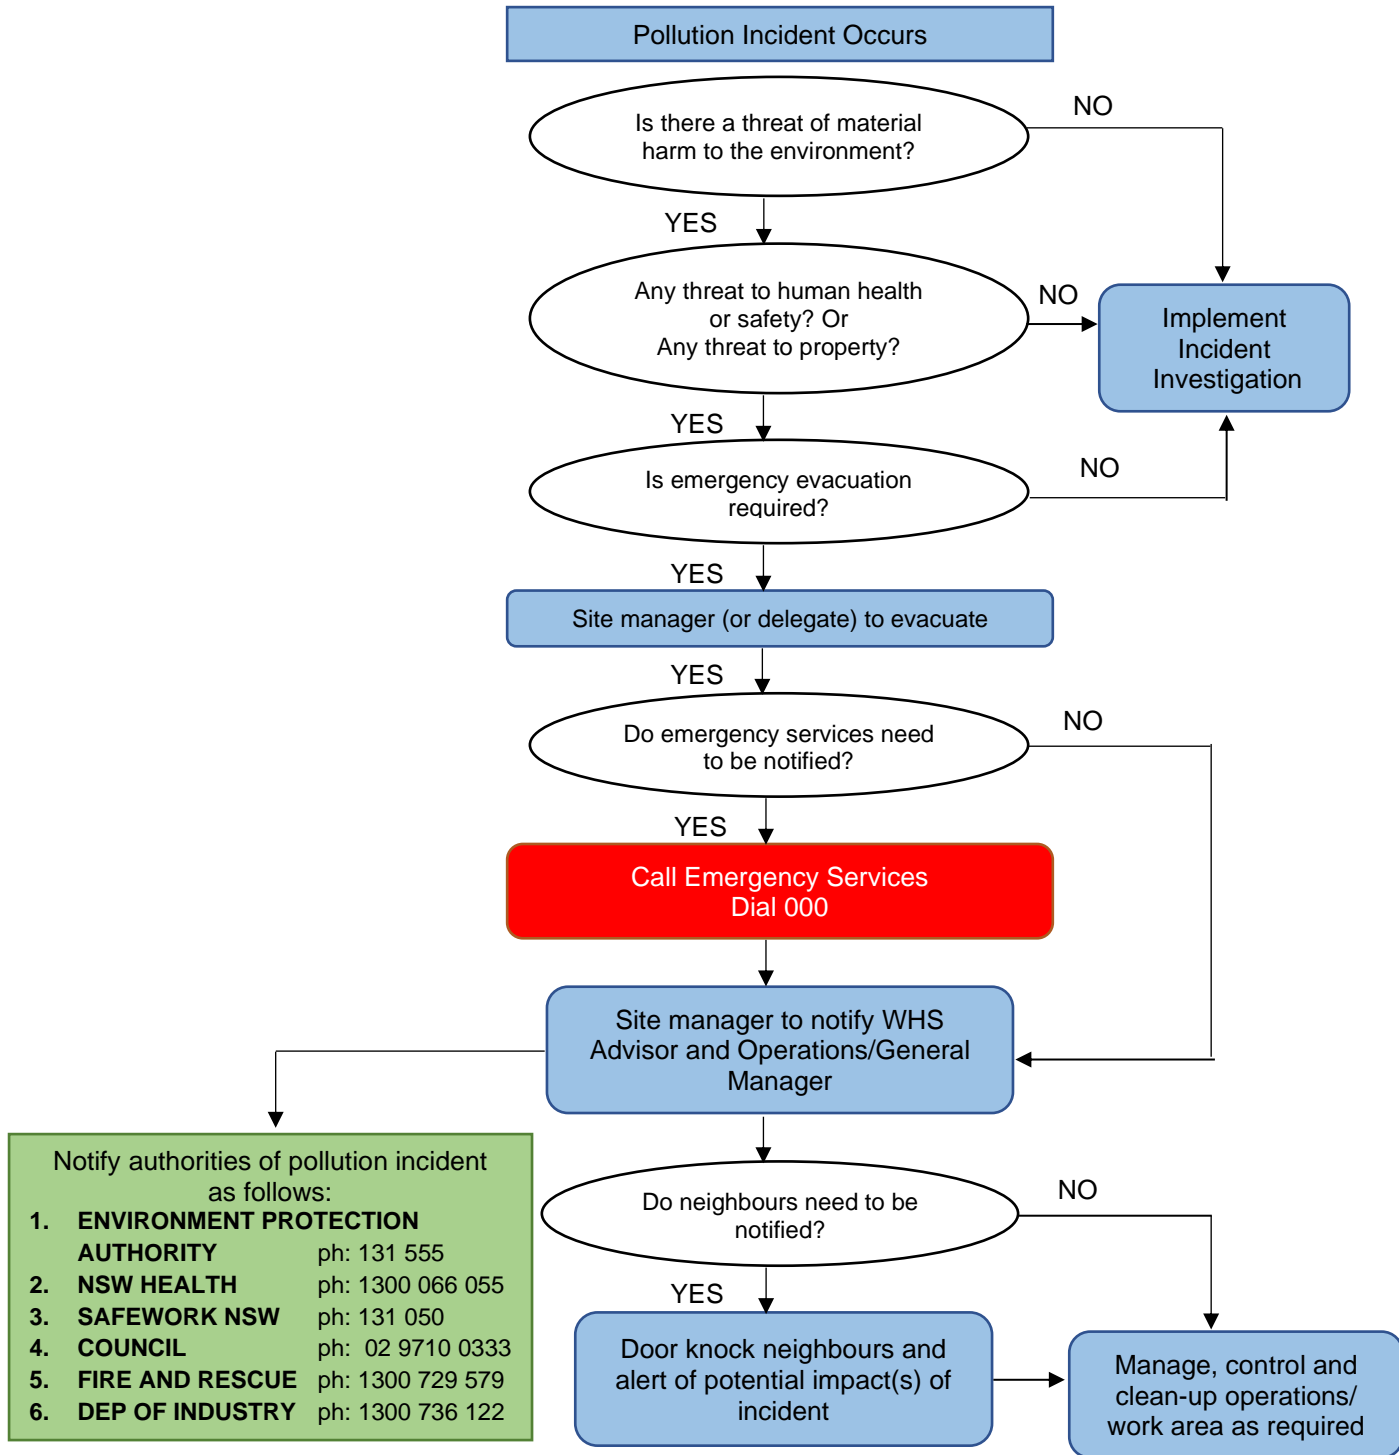 Pollution Incident Occurs
Is there a threat of material
harm to the environment?
NO
YES
Any threat to human health
or safety? Or
Any threat to property?
NO
Implement
Incident
Investigation
YES
Is emergency evacuation
required?
NO
YES
Site manager (or delegate) to evacuate
YES
Do emergency services need
to be notified?
NO
YES
Call Emergency Services
Dial 000
Site manager to notify WHS
Advisor and Operations/General
Manager
Notify authorities of pollution incident
as follows:
1. ENVIRONMENT PROTECTION
AUTHORITY ph: 131 555
2. NSW HEALTH ph: 1300 066 055
3. SAFEWORK NSW ph: 131 050
4. COUNCIL ph: 02 9710 0333
5. FIRE AND RESCUE ph: 1300 729 579
6. DEP OF INDUSTRY ph: 1300 736 122
Do neighbours need to be
notified?
NO
YES
Door knock neighbours and
alert of potential impact(s) of
incident
Manage, control and
clean-up operations/
work area as required